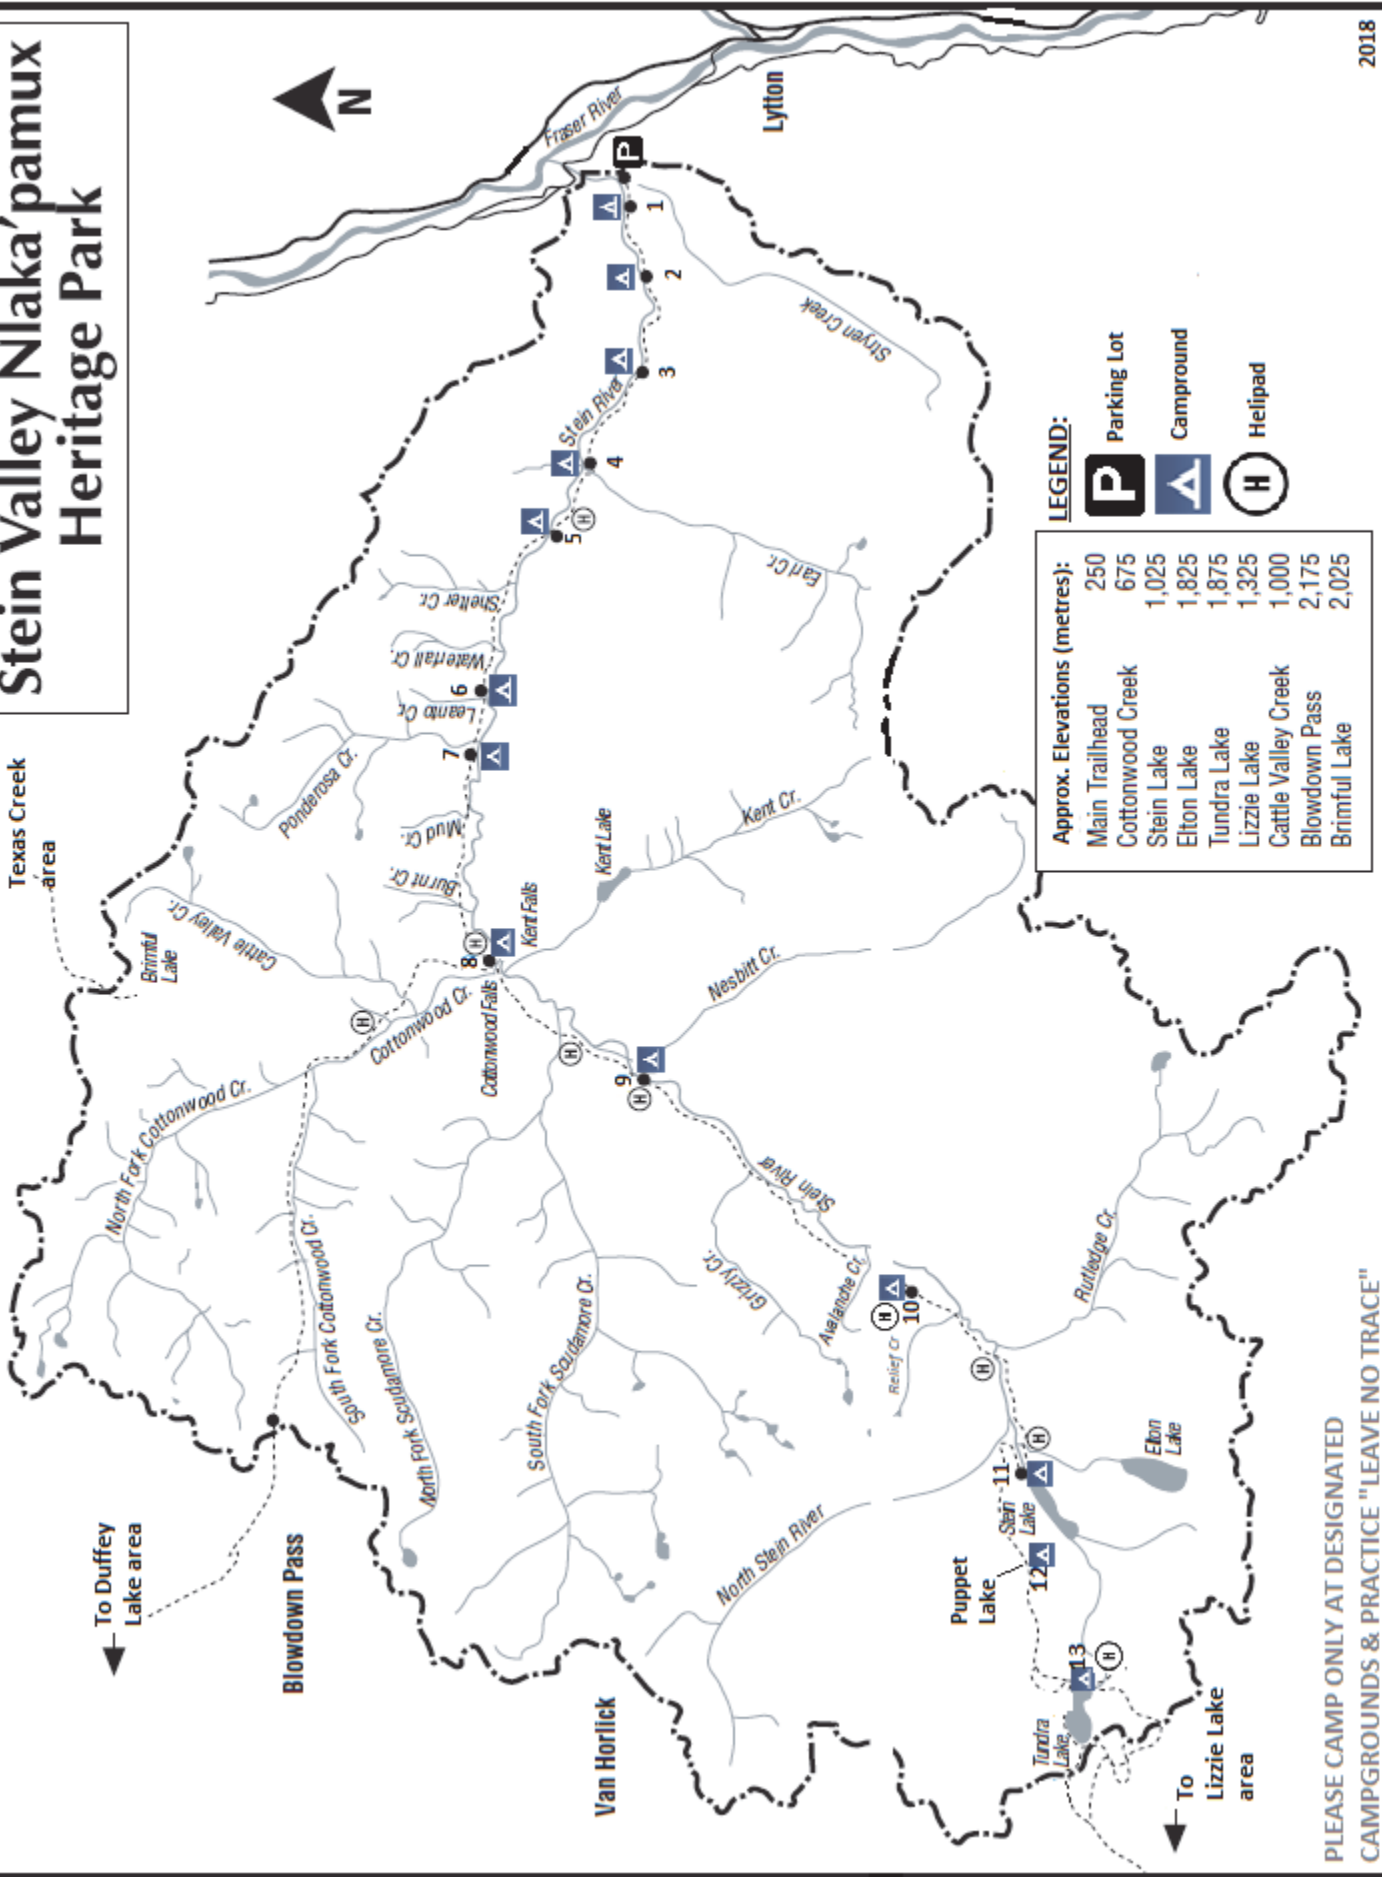 Stein Valley Nlaka'pamux
Heritage Park
N
Texas Creek
area
To Duffey
Lake area
Blowdown Pass
Van Horlick
Brimful
Lake
Cattle Valley Cr.
North Fork Cottonwood Cr.
South Fork Cottonwood Cr.
Cottonwood Cr.
North Fork Scudamore Cr.
South Fork Scudamore Cr.
Ponderosa Cr.
Leanto Cr.
Waterfall Cr.
Shelter Cr.
Mud Cr.
Burnt Cr.
Cottonwood Falls
Kent Falls
Kent Lake
Kent Cr.
Nesbitt Cr.
Earl Cr.
Stryen Creek
Stein River
Fraser River
Lytton
P
1
2
3
4
5
H
6
7
8
H
H
H
9
H
Stein River
Grizzly Cr.
Avalanche Cr.
Relief Cr
H
10
H
Rutledge Cr.
North Stein River
11
H
Stein
Lake
Elton
Lake
Puppet
Lake
12
13
H
Tundra
Lake
To
Lizzie Lake
area
Approx. Elevations (metres):
Main Trailhead 250
Cottonwood Creek 675
Stein Lake 1,025
Elton Lake 1,825
Tundra Lake 1,875
Lizzie Lake 1,325
Cattle Valley Creek 1,000
Blowdown Pass 2,175
Brimful Lake 2,025
LEGEND:
P Parking Lot
Campround
H Helipad
PLEASE CAMP ONLY AT DESIGNATED
CAMPGROUNDS & PRACTICE "LEAVE NO TRACE"
2018